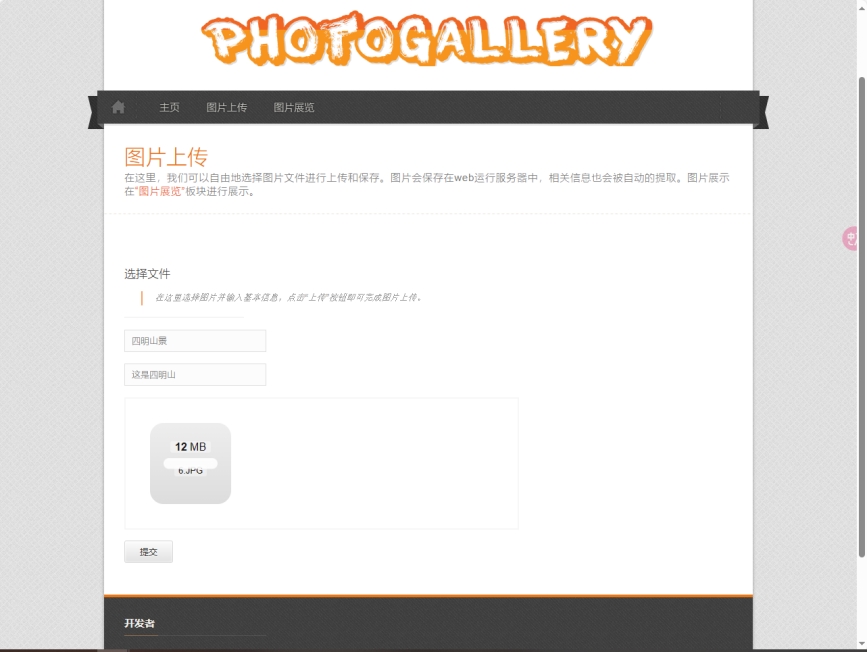 PHOTOGALLERY
主页 图片上传 图片展览
图片上传
在这里，我们可以自由地选择图片文件进行上传和保存。图片会保存在web运行服务器中，相关信息也会被自动的提取。图片展示
在"图片展览"板块进行展示。
选择文件
在这里选择图片并输入基本信息，点击"上传"按钮即可完成图片上传。
四明山景
这是四明山
12 MB
6.JPG
提交
开发者